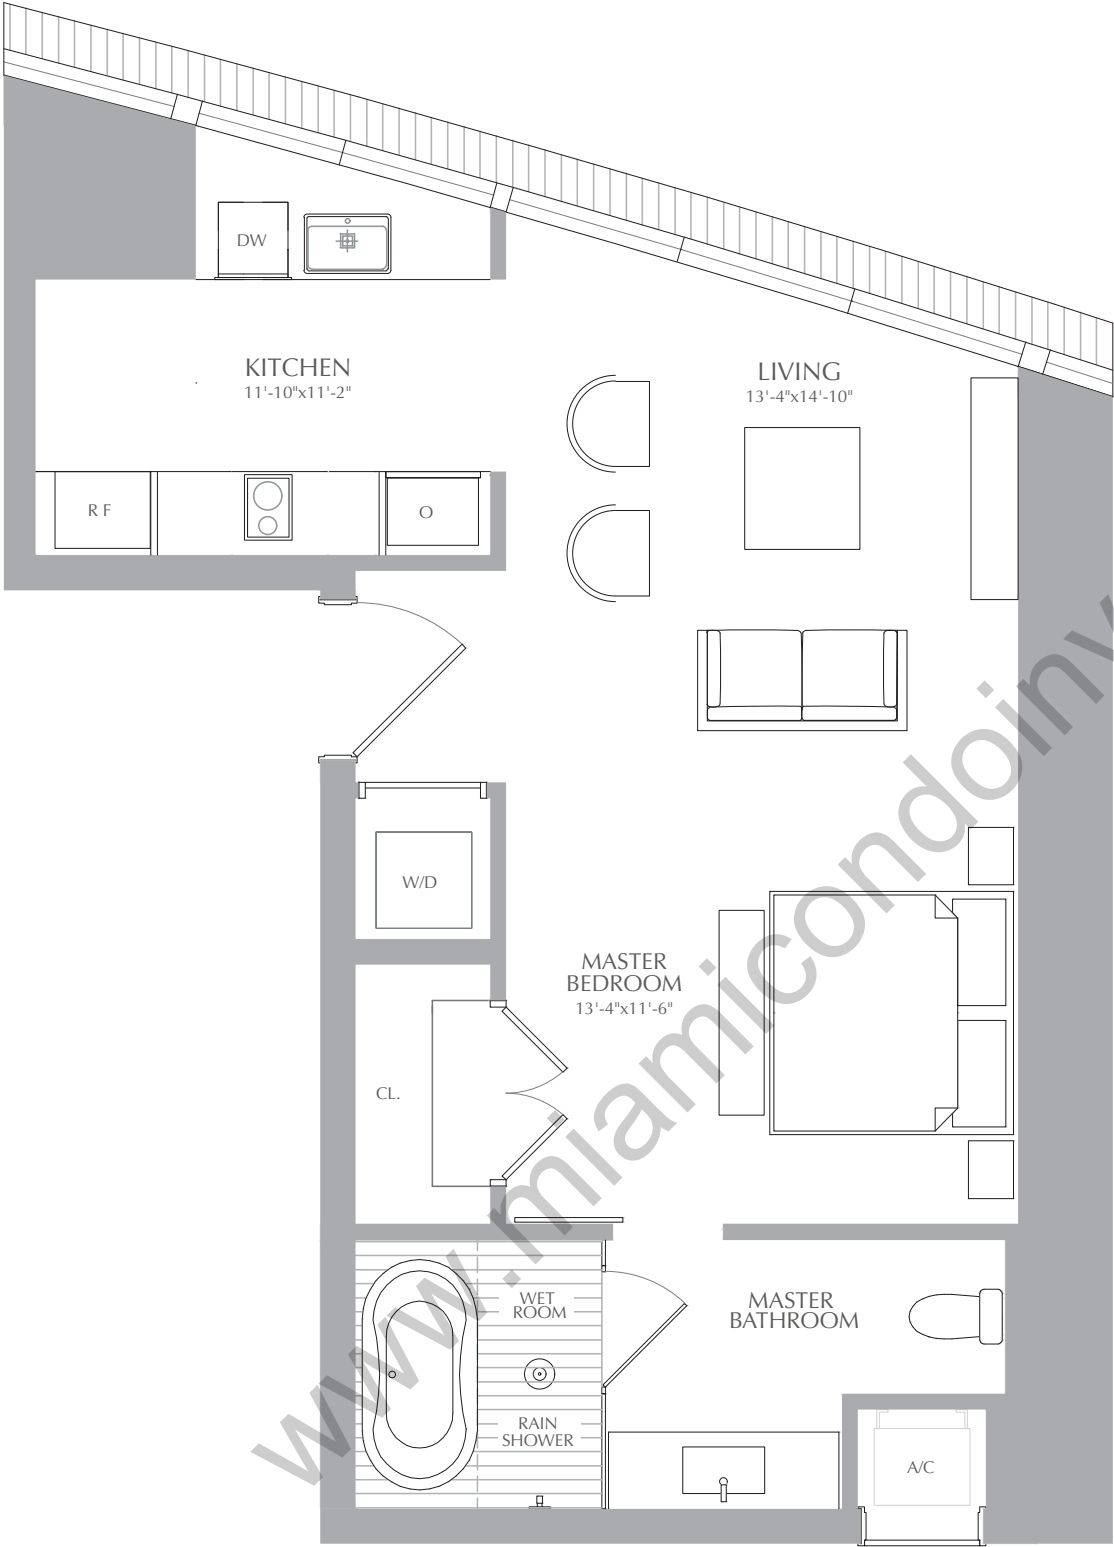 DW
KITCHEN
11'-10"x11'-2"
LIVING
13'-4"x14'-10"
R F
O
W/D
MASTER
BEDROOM
13'-4"x11'-6"
CL.
WET
ROOM
MASTER
BATHROOM
RAIN
SHOWER
A/C
www.miamicondoinv